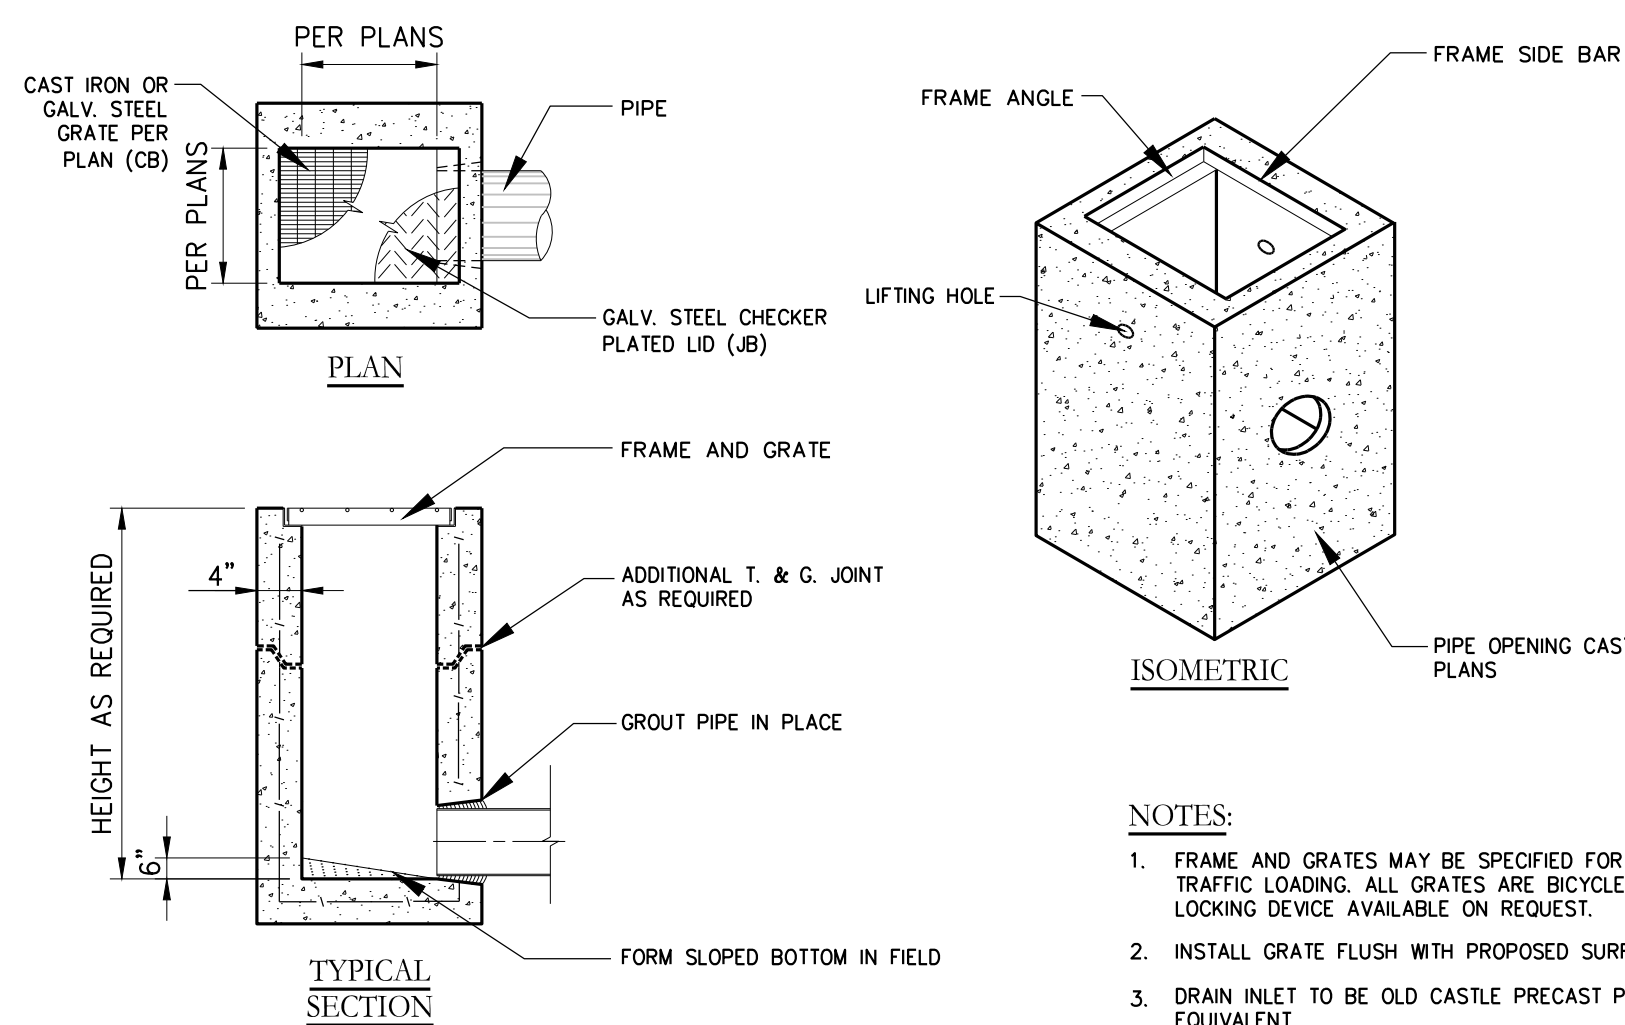 PER PLANS
CAST IRON OR
GALV. STEEL
GRATE PER
PLAN (CB)
PER PLANS
PIPE
GALV. STEEL CHECKER
PLATED LID (JB)
PLAN
FRAME AND GRATE
4"
ADDITIONAL T. & G. JOINT
AS REQUIRED
HEIGHT AS REQUIRED
GROUT PIPE IN PLACE
6"
FORM SLOPED BOTTOM IN FIELD
TYPICAL
SECTION
FRAME SIDE BAR
FRAME ANGLE
LIFTING HOLE
PIPE OPENING CAST
PLANS
ISOMETRIC
NOTES:
1. FRAME AND GRATES MAY BE SPECIFIED FOR
TRAFFIC LOADING. ALL GRATES ARE BICYCLE
LOCKING DEVICE AVAILABLE ON REQUEST.
2. INSTALL GRATE FLUSH WITH PROPOSED
3. DRAIN INLET TO BE OLD CASTLE PRECAST
EQUIVALENT